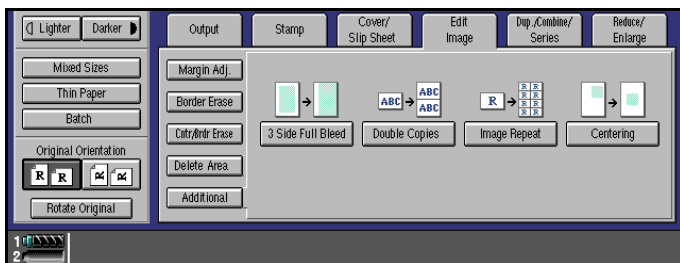 Lighter Darker
Mixed Sizes
Thin Paper
Batch
Original Orientation
R R R R
Rotate Original
Output Stamp Cover/ Slip Sheet Edit Image Dup./Combine/ Series Reduce/ Enlarge
Margin Adj.
Border Erase
Cntr/Brdr Erase
Delete Area
Additional
ABC ABC
ABC
R R R
R R
R R
R R
3 Side Full Bleed Double Copies Image Repeat Centering
1
2